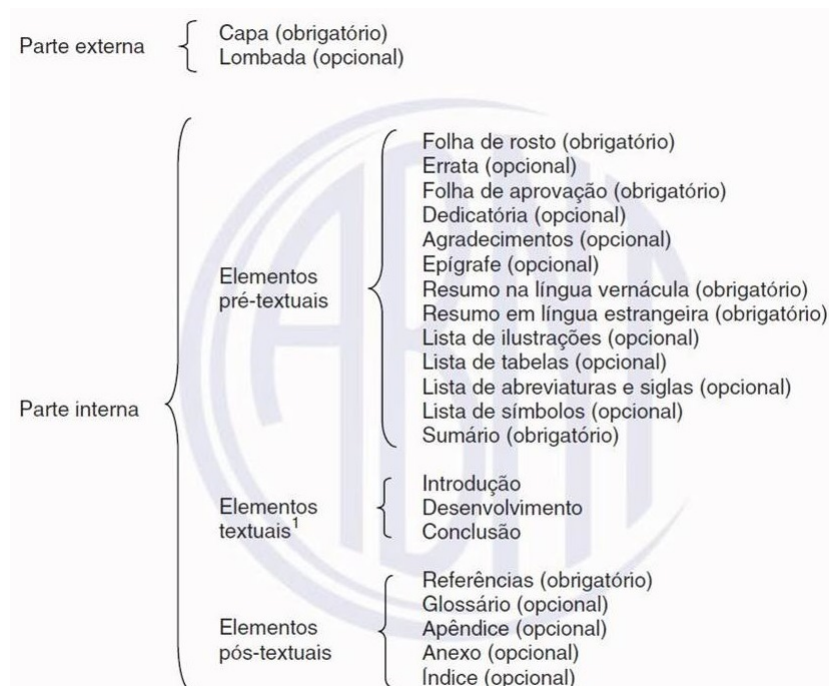 Parte externa
Capa (obrigatório)
Lombada (opcional)
Parte interna
Elementos
pré-textuais
Folha de rosto (obrigatório)
Errata (opcional)
Folha de aprovação (obrigatório)
Dedicatória (opcional)
Agradecimentos (opcional)
Epígrafe (opcional)
Resumo na língua vernácula (obrigatório)
Resumo em língua estrangeira (obrigatório)
Lista de ilustrações (opcional)
Lista de tabelas (opcional)
Lista de abreviaturas e siglas (opcional)
Lista de símbolos (opcional)
Sumário (obrigatório)
Elementos
textuais¹
Introdução
Desenvolvimento
Conclusão
Elementos
pós-textuais
Referências (obrigatório)
Glossário (opcional)
Apêndice (opcional)
Anexo (opcional)
Índice (opcional)
ABNT